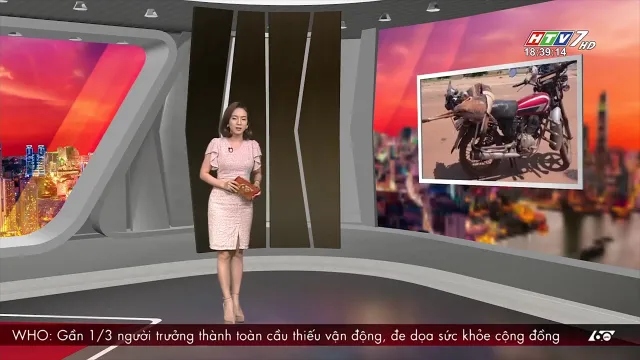 HTV7 HD
18:39:14
WHO: Gần 1/3 người trưởng thành toàn cầu thiếu vận động, đe dọa sức khỏe cộng đồng
60